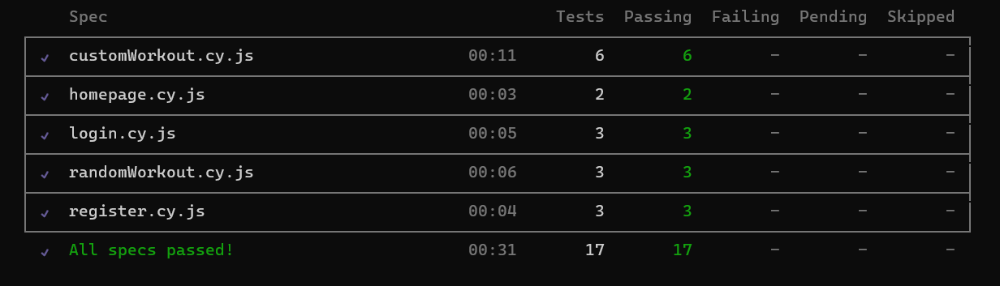 Spec Tests Passing Failing Pending Skipped
✓ customWorkout.cy.js 00:11 6 6 – – –
✓ homepage.cy.js 00:03 2 2 – – –
✓ login.cy.js 00:05 3 3 – – –
✓ randomWorkout.cy.js 00:06 3 3 – – –
✓ register.cy.js 00:04 3 3 – – –
✓ All specs passed! 00:31 17 17 – – –